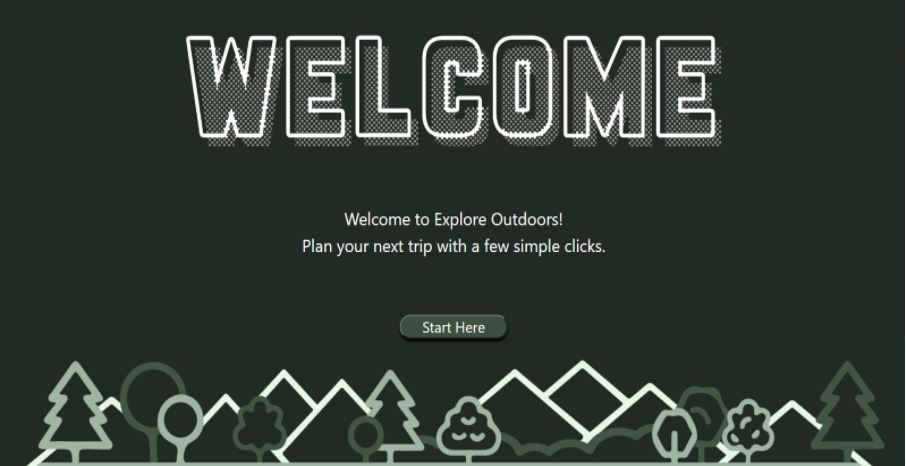 WELCOME
Welcome to Explore Outdoors!
Plan your next trip with a few simple clicks.
Start Here